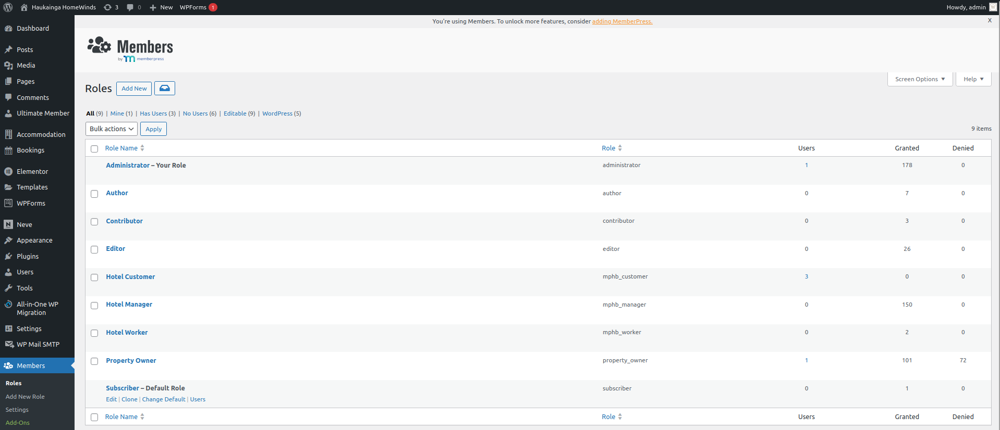 Haukainga HomeWinds 3 0 New WPForms 1 Howdy, admin
You're using Members. To unlock more features, consider adding MemberPress. X
Dashboard
Posts
Media
Pages
Comments
Ultimate Member
Accommodation
Bookings
Elementor
Templates
WPForms
Neve
Appearance
Plugins
Users
Tools
All-in-One WP
Migration
Settings
WP Mail SMTP
Members
Roles
Add New Role
Settings
Add-Ons
Members
by m memberpress
Screen Options Help
Roles Add New
All (9) | Mine (1) | Has Users (3) | No Users (6) | Editable (9) | WordPress (5)
Bulk actions Apply 9 items
Role Name Role Users Granted Denied
Administrator – Your Role administrator 1 178 0
Author author 0 7 0
Contributor contributor 0 3 0
Editor editor 0 26 0
Hotel Customer mphb_customer 3 0 0
Hotel Manager mphb_manager 0 150 0
Hotel Worker mphb_worker 0 2 0
Property Owner property_owner 1 101 72
Subscriber – Default Role subscriber 0 1 0
Edit | Clone | Change Default | Users
Role Name Role Users Granted Denied